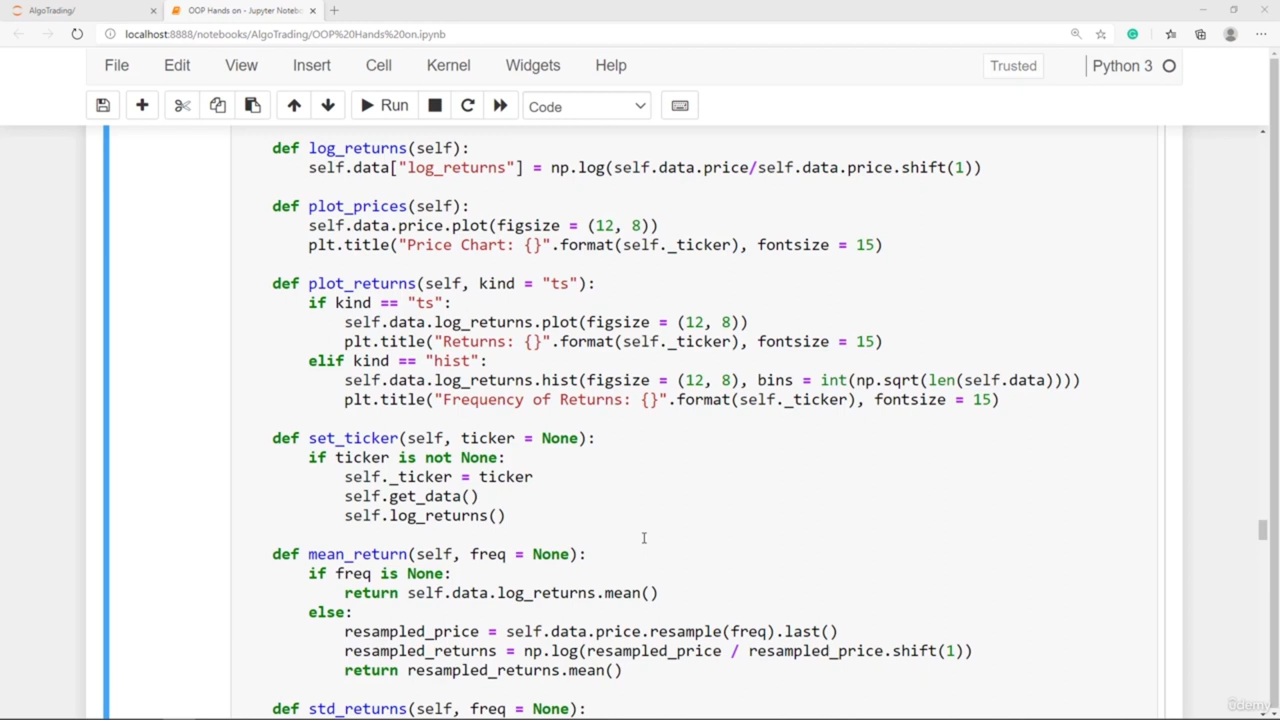 AlgoTrading/
OOP Hands on - Jupyter Notebo
localhost:8888/notebooks/AlgoTrading/OOP%20Hands%20on.ipynb
File Edit View Insert Cell Kernel Widgets Help Trusted Python 3
Run Code
def log_returns(self):
self.data["log_returns"] = np.log(self.data.price/self.data.price.shift(1))
def plot_prices(self):
self.data.price.plot(figsize = (12, 8))
plt.title("Price Chart: {}".format(self._ticker), fontsize = 15)
def plot_returns(self, kind = "ts"):
if kind == "ts":
self.data.log_returns.plot(figsize = (12, 8))
plt.title("Returns: {}".format(self._ticker), fontsize = 15)
elif kind == "hist":
self.data.log_returns.hist(figsize = (12, 8), bins = int(np.sqrt(len(self.data))))
plt.title("Frequency of Returns: {}".format(self._ticker), fontsize = 15)
def set_ticker(self, ticker = None):
if ticker is not None:
self._ticker = ticker
self.get_data()
self.log_returns()
def mean_return(self, freq = None):
if freq is None:
return self.data.log_returns.mean()
else:
resampled_price = self.data.price.resample(freq).last()
resampled_returns = np.log(resampled_price / resampled_price.shift(1))
return resampled_returns.mean()
def std_returns(self, freq = None):
ûdemy